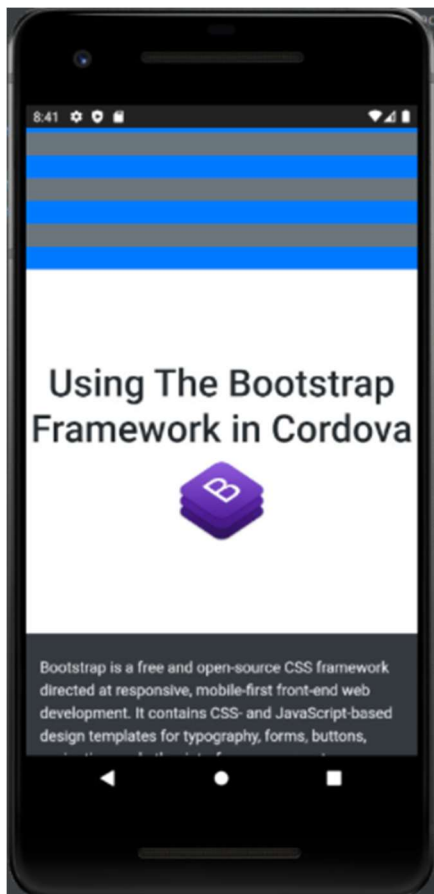 8:41
Using The Bootstrap
Framework in Cordova
B
Bootstrap is a free and open-source CSS framework
directed at responsive, mobile-first front-end web
development. It contains CSS- and JavaScript-based
design templates for typography, forms, buttons,